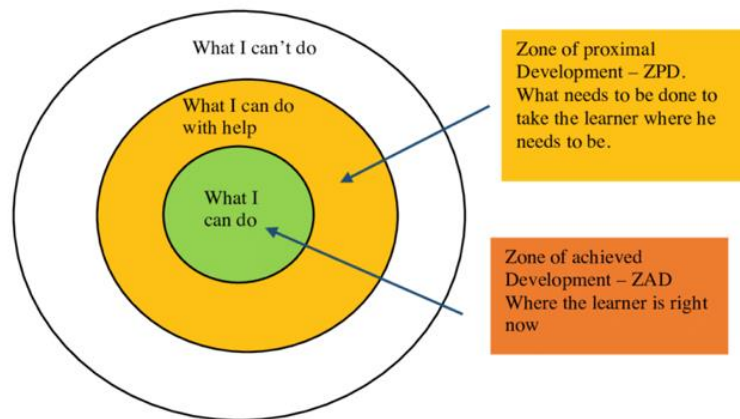 What I can't do
What I can do
with help
What I
can do
Zone of proximal
Development – ZPD.
What needs to be done to
take the learner where he
needs to be.
Zone of achieved
Development – ZAD
Where the learner is right
now